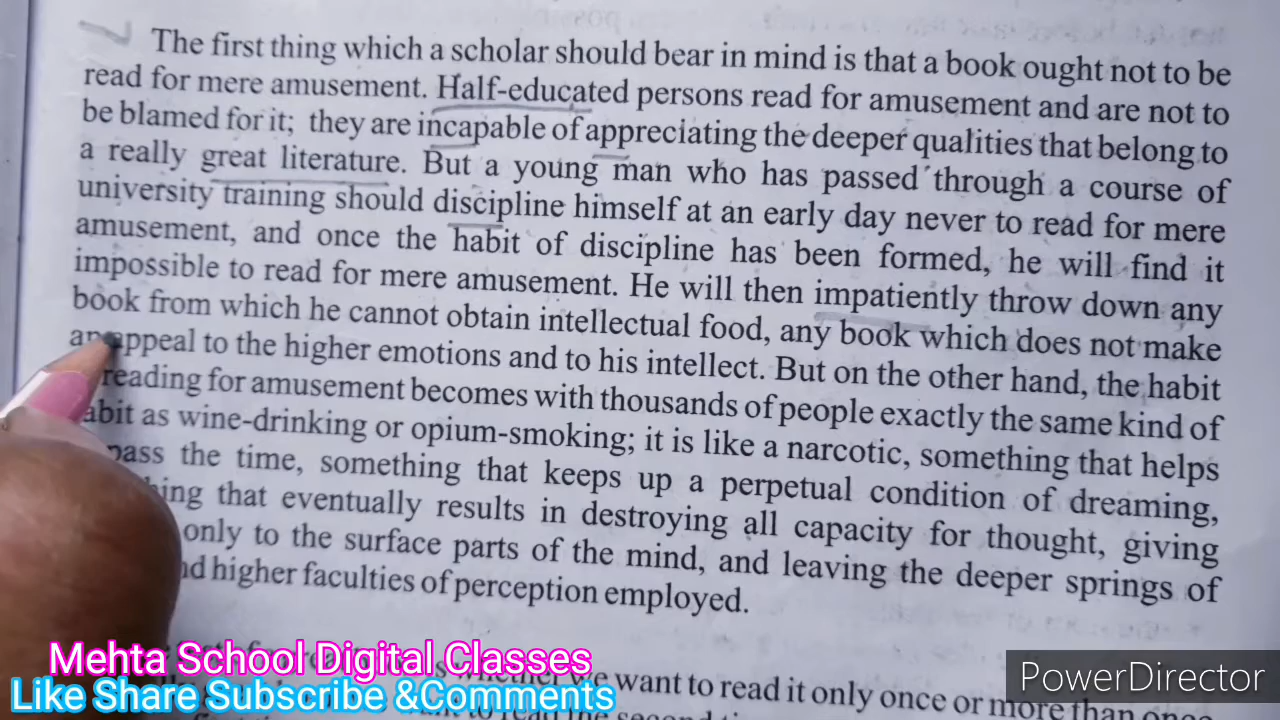 The first thing which a scholar should bear in mind is that a book ought not to be
read for mere amusement. Half-educated persons read for amusement and are not to
be blamed for it; they are incapable of appreciating the deeper qualities that belong to
a really great literature. But a young man who has passed through a course of
university training should discipline himself at an early day never to read for mere
amusement, and once the habit of discipline has been formed, he will find it
impossible to read for mere amusement. He will then impatiently throw down any
book from which he cannot obtain intellectual food, any book which does not make
an appeal to the higher emotions and to his intellect. But on the other hand, the habit
reading for amusement becomes with thousands of people exactly the same kind of
abit as wine-drinking or opium-smoking; it is like a narcotic, something that helps
pass the time, something that keeps up a perpetual condition of dreaming,
hing that eventually results in destroying all capacity for thought, giving
only to the surface parts of the mind, and leaving the deeper springs of
nd higher faculties of perception employed.
we want to read it only once or more than once
Mehta School Digital Classes
Like Share Subscribe &Comments
PowerDirector